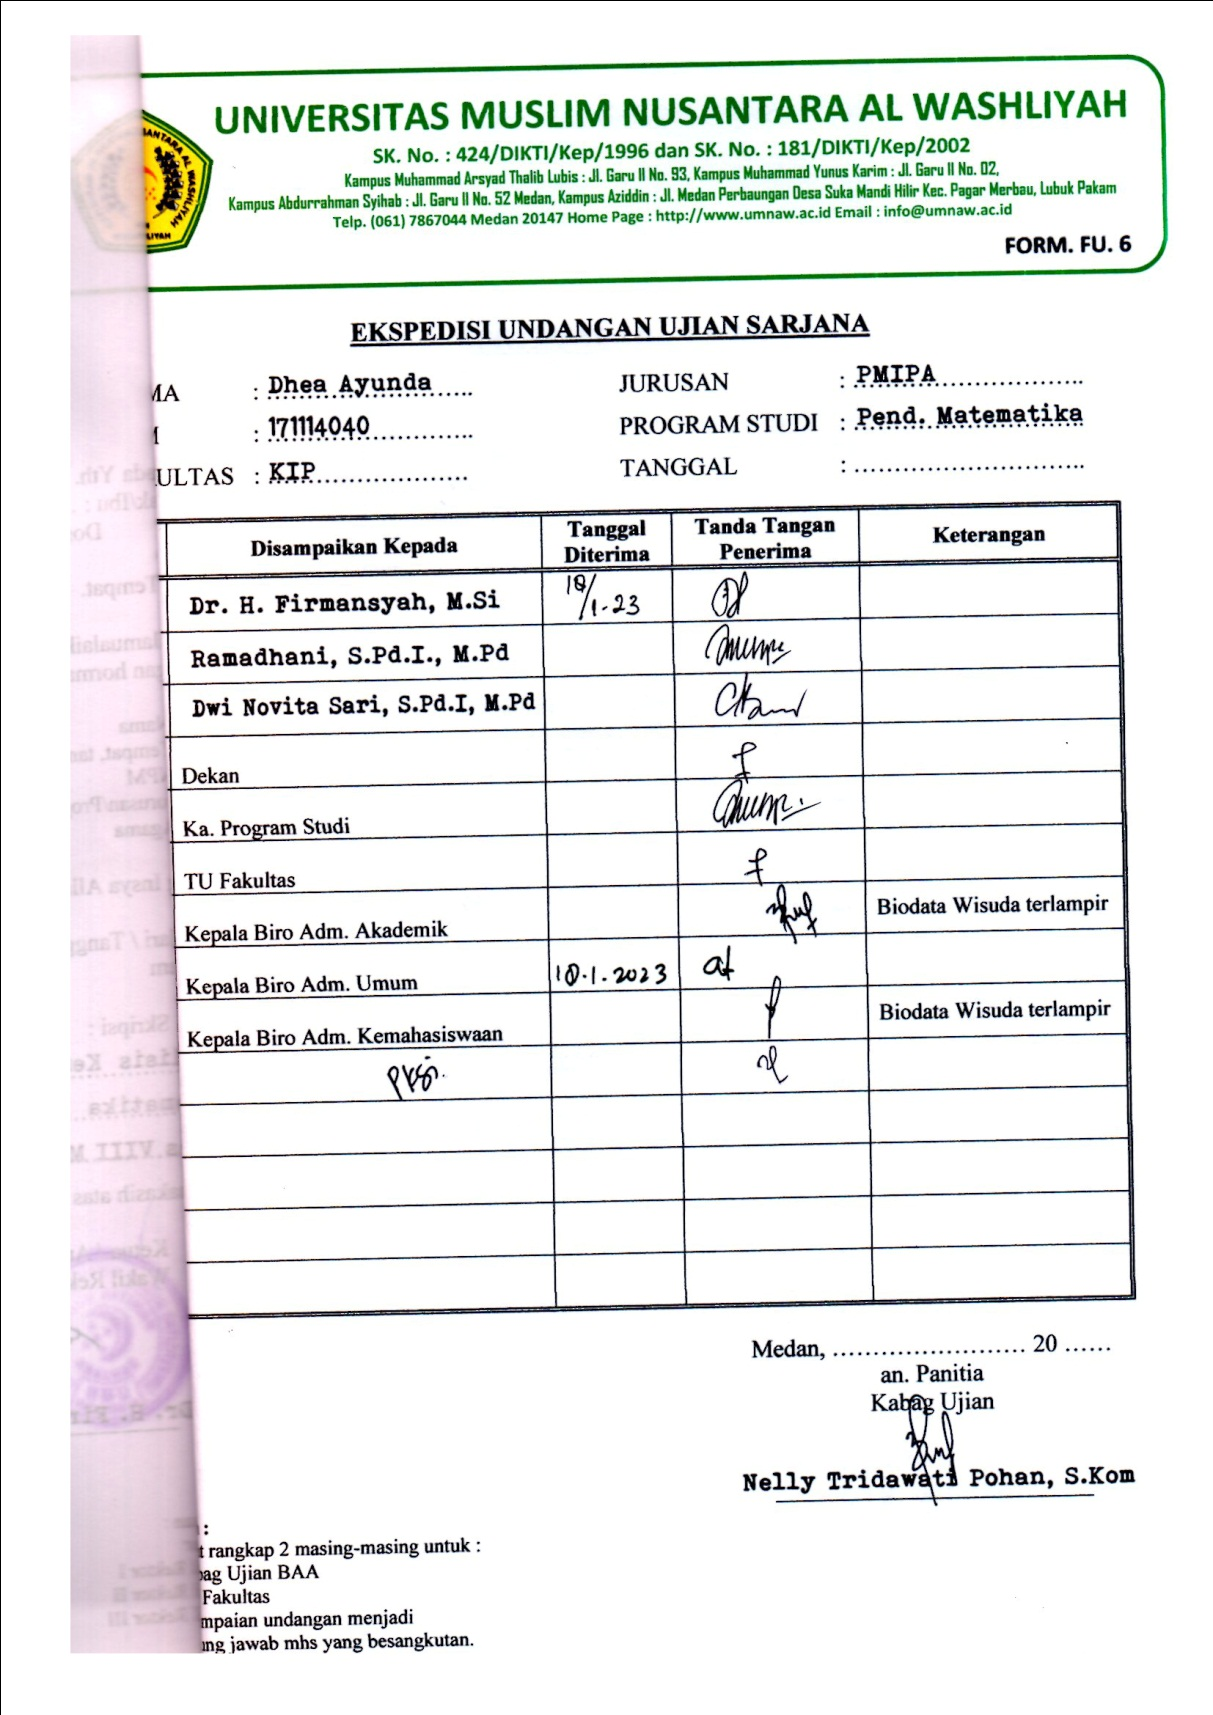 UNIVERSITAS MUSLIM NUSANTARA AL WASHLIYAH
SK. No. : 424/DIKTI/Kep/1996 dan SK. No. : 181/DIKTI/Kep/2002
Kampus Muhammad Arsyad Thalib Lubis : Jl. Garu II No. 93, Kampus Muhammad Yunus Karim : Jl. Garu II No. 02,
Kampus Abdurrahman Syihab : Jl. Garu II No. 52 Medan, Kampus Aziddin : Jl. Medan Perbaungan Desa Suka Mandi Hilir Kec. Pagar Merbau, Lubuk Pakam
Telp. (061) 7867044 Medan 20147 Home Page : http://www.umnaw.ac.id Email : info@umnaw.ac.id
FORM. FU. 6
EKSPEDISI UNDANGAN UJIAN SARJANA
MA : Dhea Ayunda JURUSAN : PMIPA
: 171114040 PROGRAM STUDI : Pend. Matematika
ULTAS : KIP TANGGAL : ..............................
Disampaikan Kepada Tanggal Diterima Tanda Tangan Penerima Keterangan
Dr. H. Firmansyah, M.Si 18/1-23
Ramadhani, S.Pd.I., M.Pd
Dwi Novita Sari, S.Pd.I, M.Pd
Dekan
Ka. Program Studi
TU Fakultas
Kepala Biro Adm. Akademik Biodata Wisuda terlampir
Kepala Biro Adm. Umum 18.1.2023
Kepala Biro Adm. Kemahasiswaan Biodata Wisuda terlampir
Medan, ........................ 20 ......
an. Panitia
Kabag Ujian
Nelly Tridawati Pohan, S.Kom
:
t rangkap 2 masing-masing untuk :
bag Ujian BAA
Fakultas
mpaian undangan menjadi
ung jawab mhs yang besangkutan.